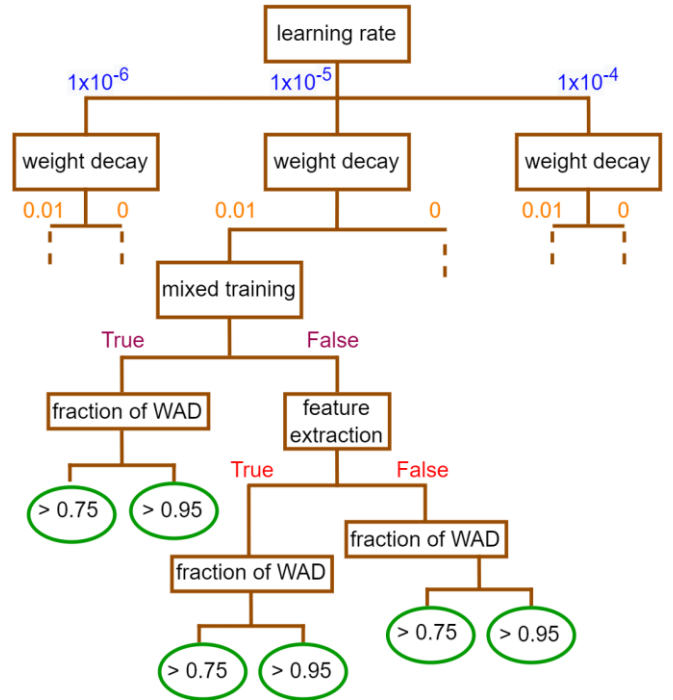 learning rate
1x10⁻⁶
1x10⁻⁵
1x10⁻⁴
weight decay
weight decay
weight decay
0.01
0
0.01
0
0.01
0
mixed training
True
False
fraction of WAD
feature
extraction
> 0.75
> 0.95
True
False
fraction of WAD
fraction of WAD
> 0.75
> 0.95
> 0.75
> 0.95